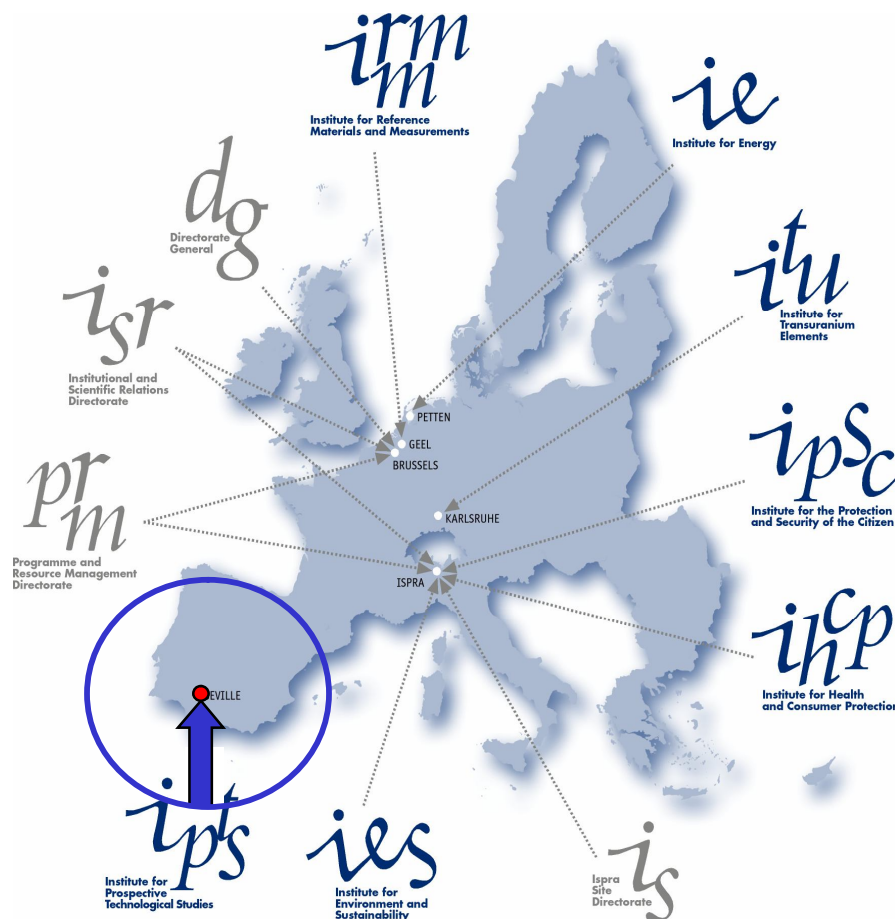 irm
m
Institute for Reference
Materials and Measurements
ie
Institute for Energy
dg
Directorate
General
itu
Institute for
Transuranium
Elements
isr
Institutional and
Scientific Relations
Directorate
PETTEN
GEEL
BRUSSELS
ipsc
Institute for the Protection
and Security of the Citizen
prm
Programme and
Resource Management
Directorate
KARLSRUHE
ISPRA
ihcp
Institute for Health
and Consumer Protection
EVILLE
ipts
Institute for
Prospective
Technological Studies
ies
Institute for
Environment and
Sustainability
is
Ispra
Site
Directorate